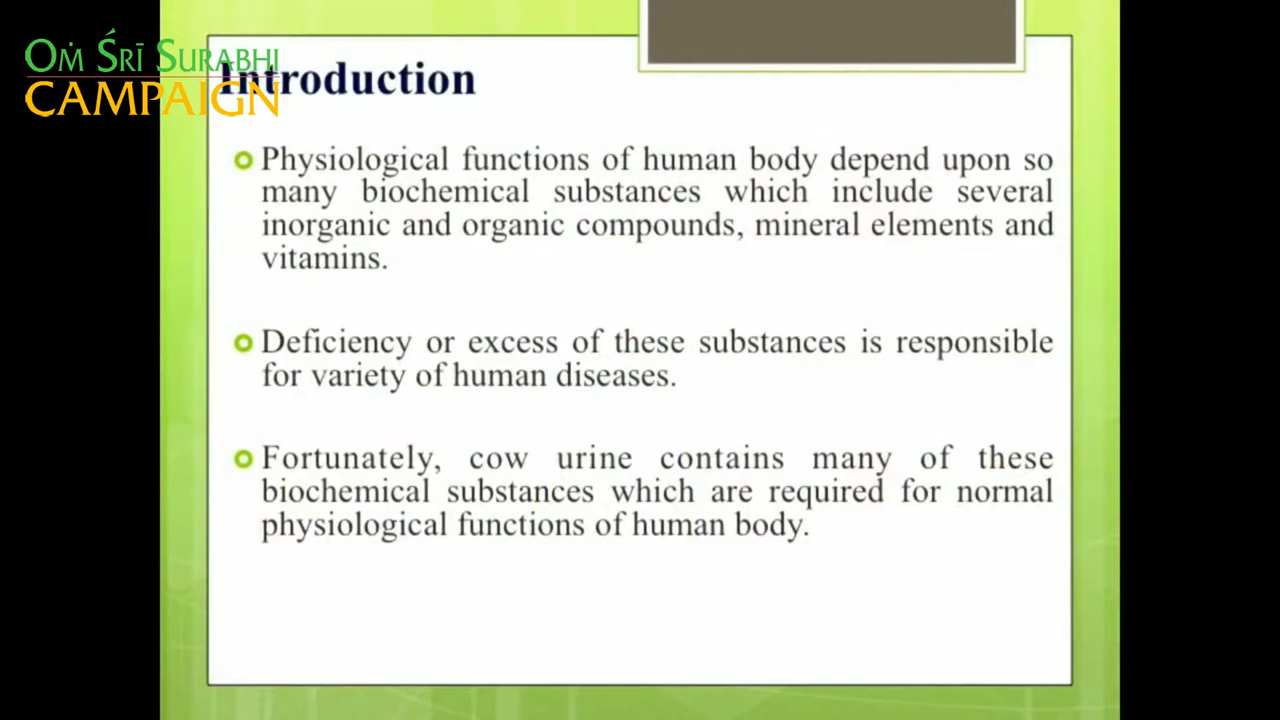 OṀ ŚRĪ SURABHI
CAMPAIGN
Introduction
Physiological functions of human body depend upon so
many biochemical substances which include several
inorganic and organic compounds, mineral elements and
vitamins.
Deficiency or excess of these substances is responsible
for variety of human diseases.
Fortunately, cow urine contains many of these
biochemical substances which are required for normal
physiological functions of human body.